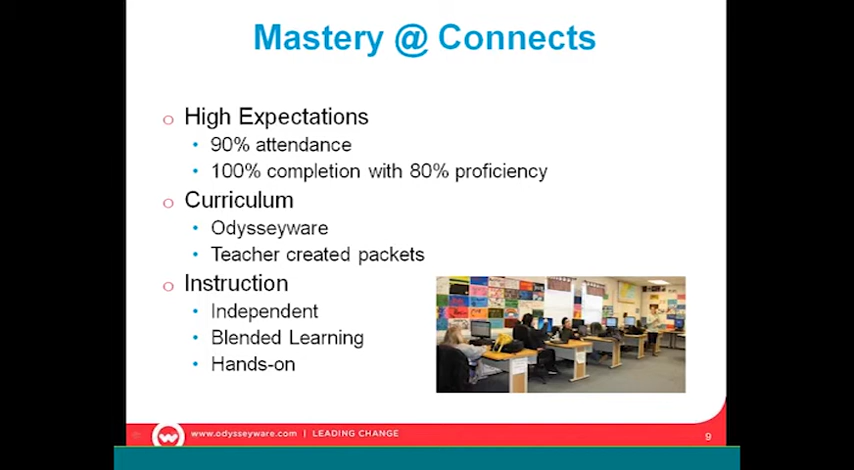 Mastery @ Connects
High Expectations
90% attendance
100% completion with 80% proficiency
Curriculum
Odysseyware
Teacher created packets
Instruction
Independent
Blended Learning
Hands-on
www.odysseyware.com | LEADING CHANGE
9